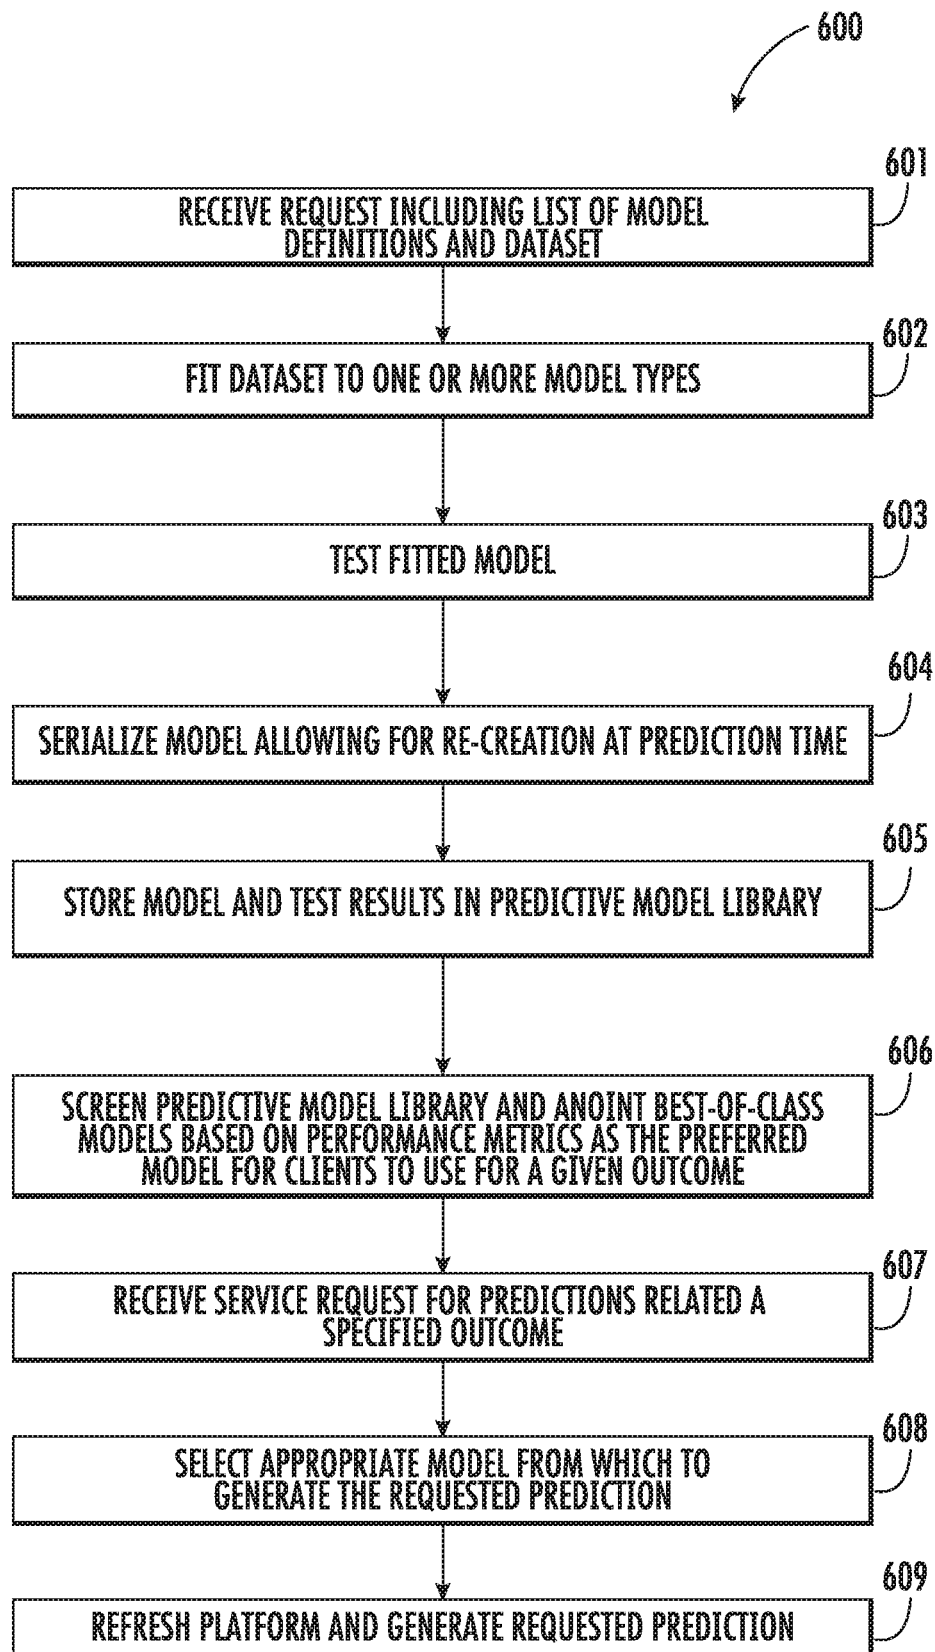 600
601
RECEIVE REQUEST INCLUDING LIST OF MODEL
DEFINITIONS AND DATASET
602
FIT DATASET TO ONE OR MORE MODEL TYPES
603
TEST FITTED MODEL
604
SERIALIZE MODEL ALLOWING FOR RE-CREATION AT PREDICTION TIME
605
STORE MODEL AND TEST RESULTS IN PREDICTIVE MODEL LIBRARY
606
SCREEN PREDICTIVE MODEL LIBRARY AND ANOINT BEST-OF-CLASS
MODELS BASED ON PERFORMANCE METRICS AS THE PREFERRED
MODEL FOR CLIENTS TO USE FOR A GIVEN OUTCOME
607
RECEIVE SERVICE REQUEST FOR PREDICTIONS RELATED A
SPECIFIED OUTCOME
608
SELECT APPROPRIATE MODEL FROM WHICH TO
GENERATE THE REQUESTED PREDICTION
609
REFRESH PLATFORM AND GENERATE REQUESTED PREDICTION